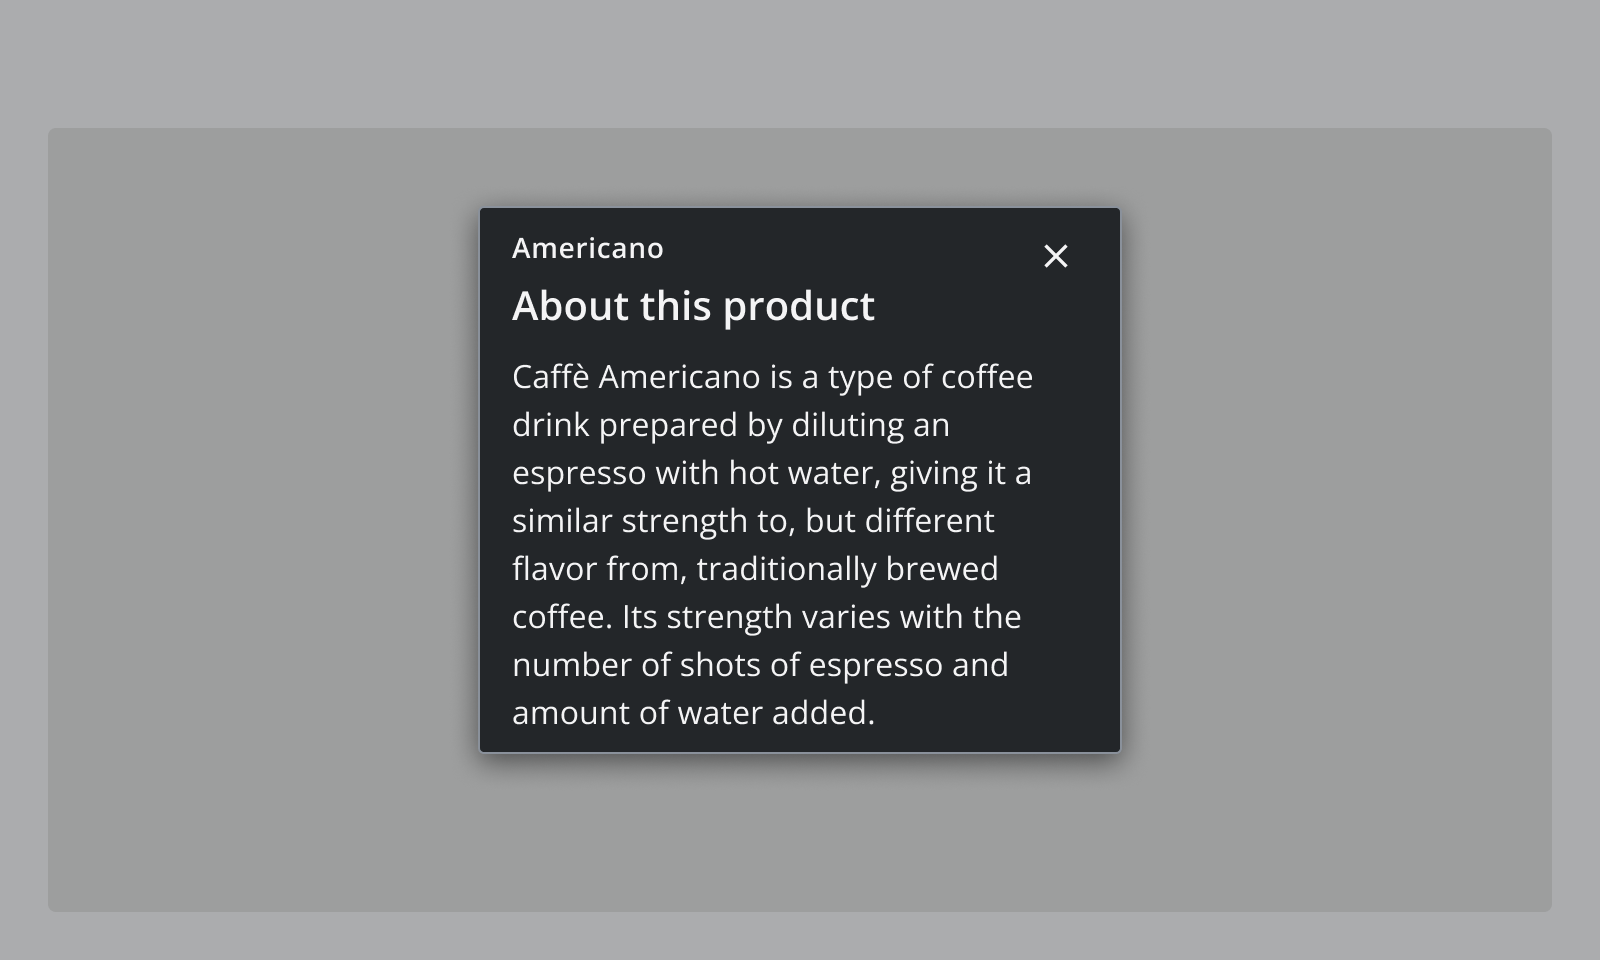 Americano
About this product
Caffè Americano is a type of coffee
drink prepared by diluting an
espresso with hot water, giving it a
similar strength to, but different
flavor from, traditionally brewed
coffee. Its strength varies with the
number of shots of espresso and
amount of water added.